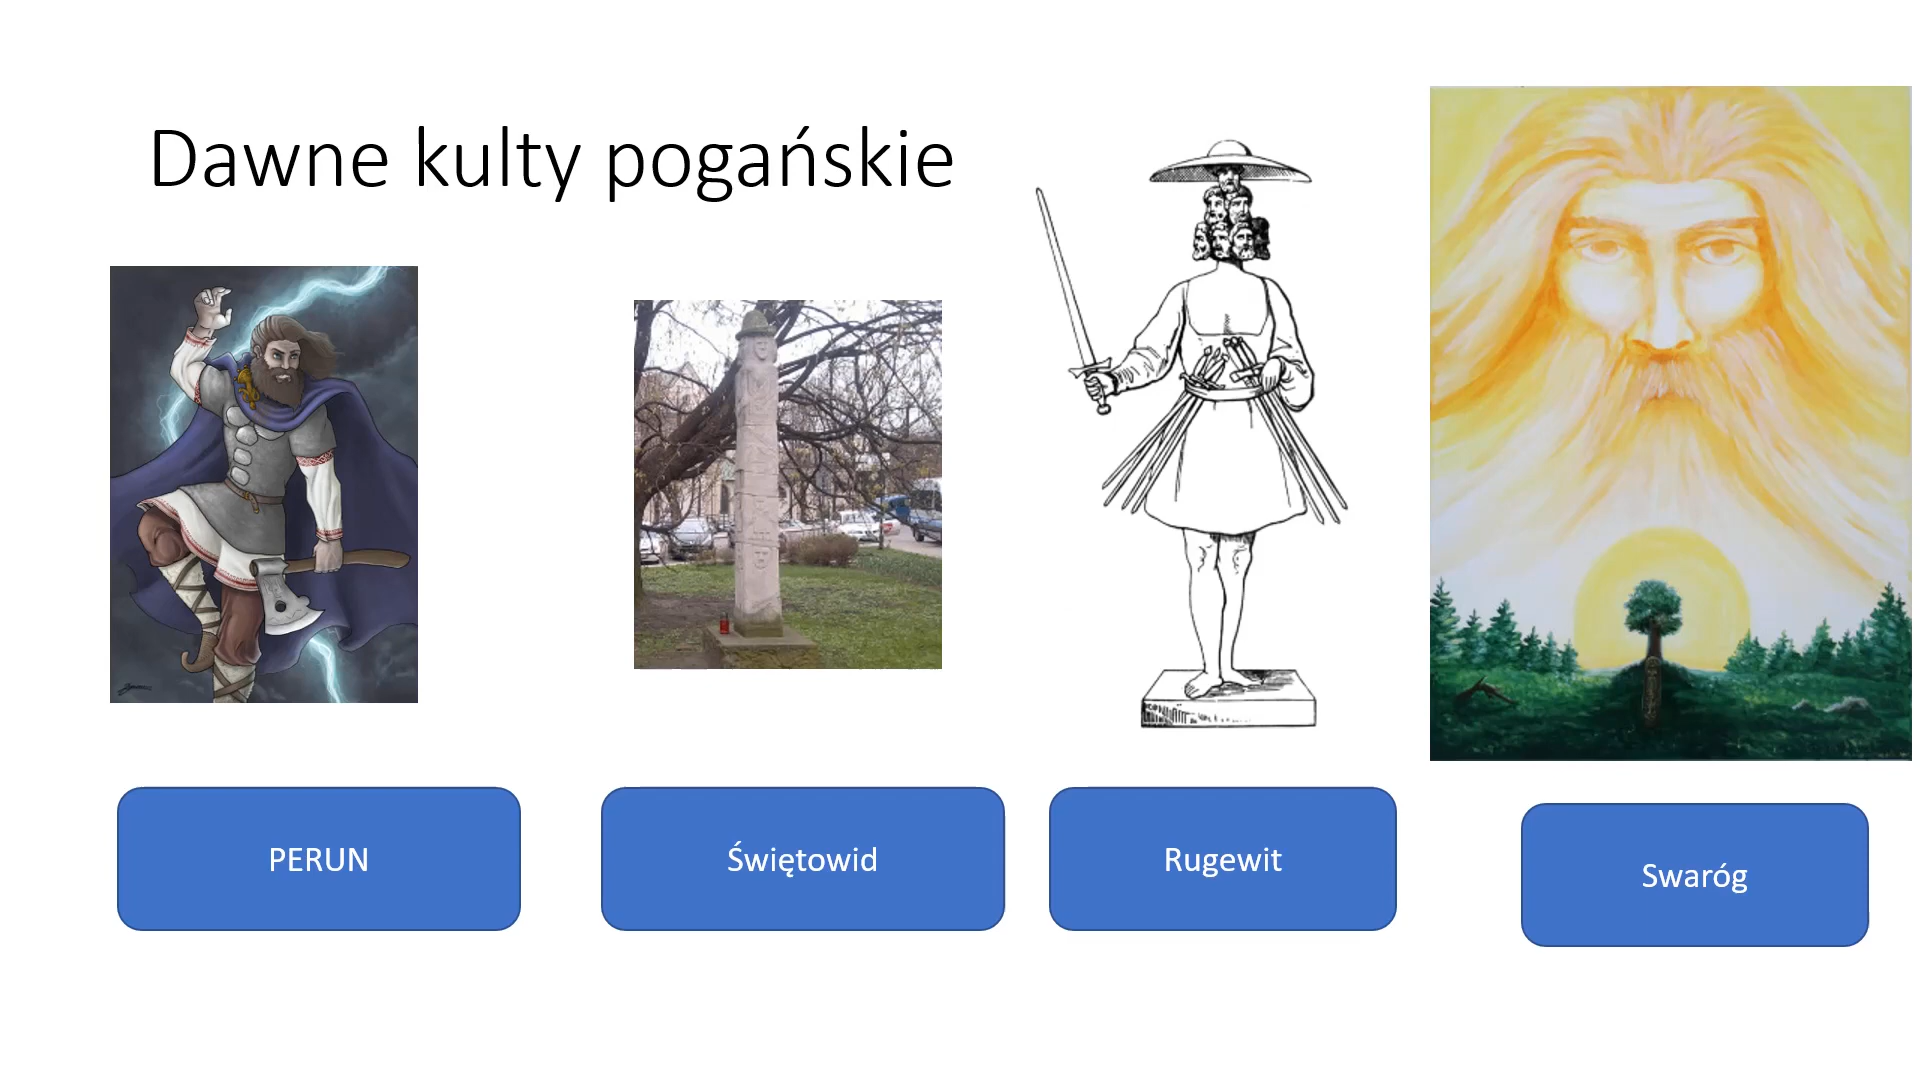 Dawne kulty pogańskie
PERUN
Świętowid
Rugewit
Swaróg